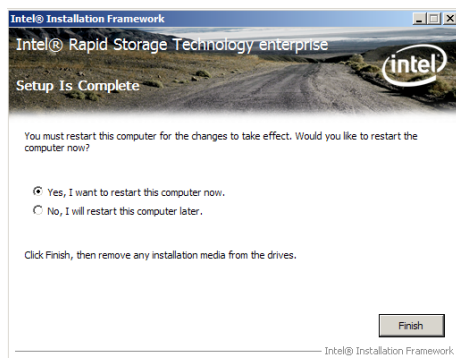 Intel® Installation Framework
Intel® Rapid Storage Technology enterprise
intel
Setup Is Complete
You must restart this computer for the changes to take effect. Would you like to restart the
computer now?
Yes, I want to restart this computer now.
No, I will restart this computer later.
Click Finish, then remove any installation media from the drives.
Finish
Intel® Installation Framework